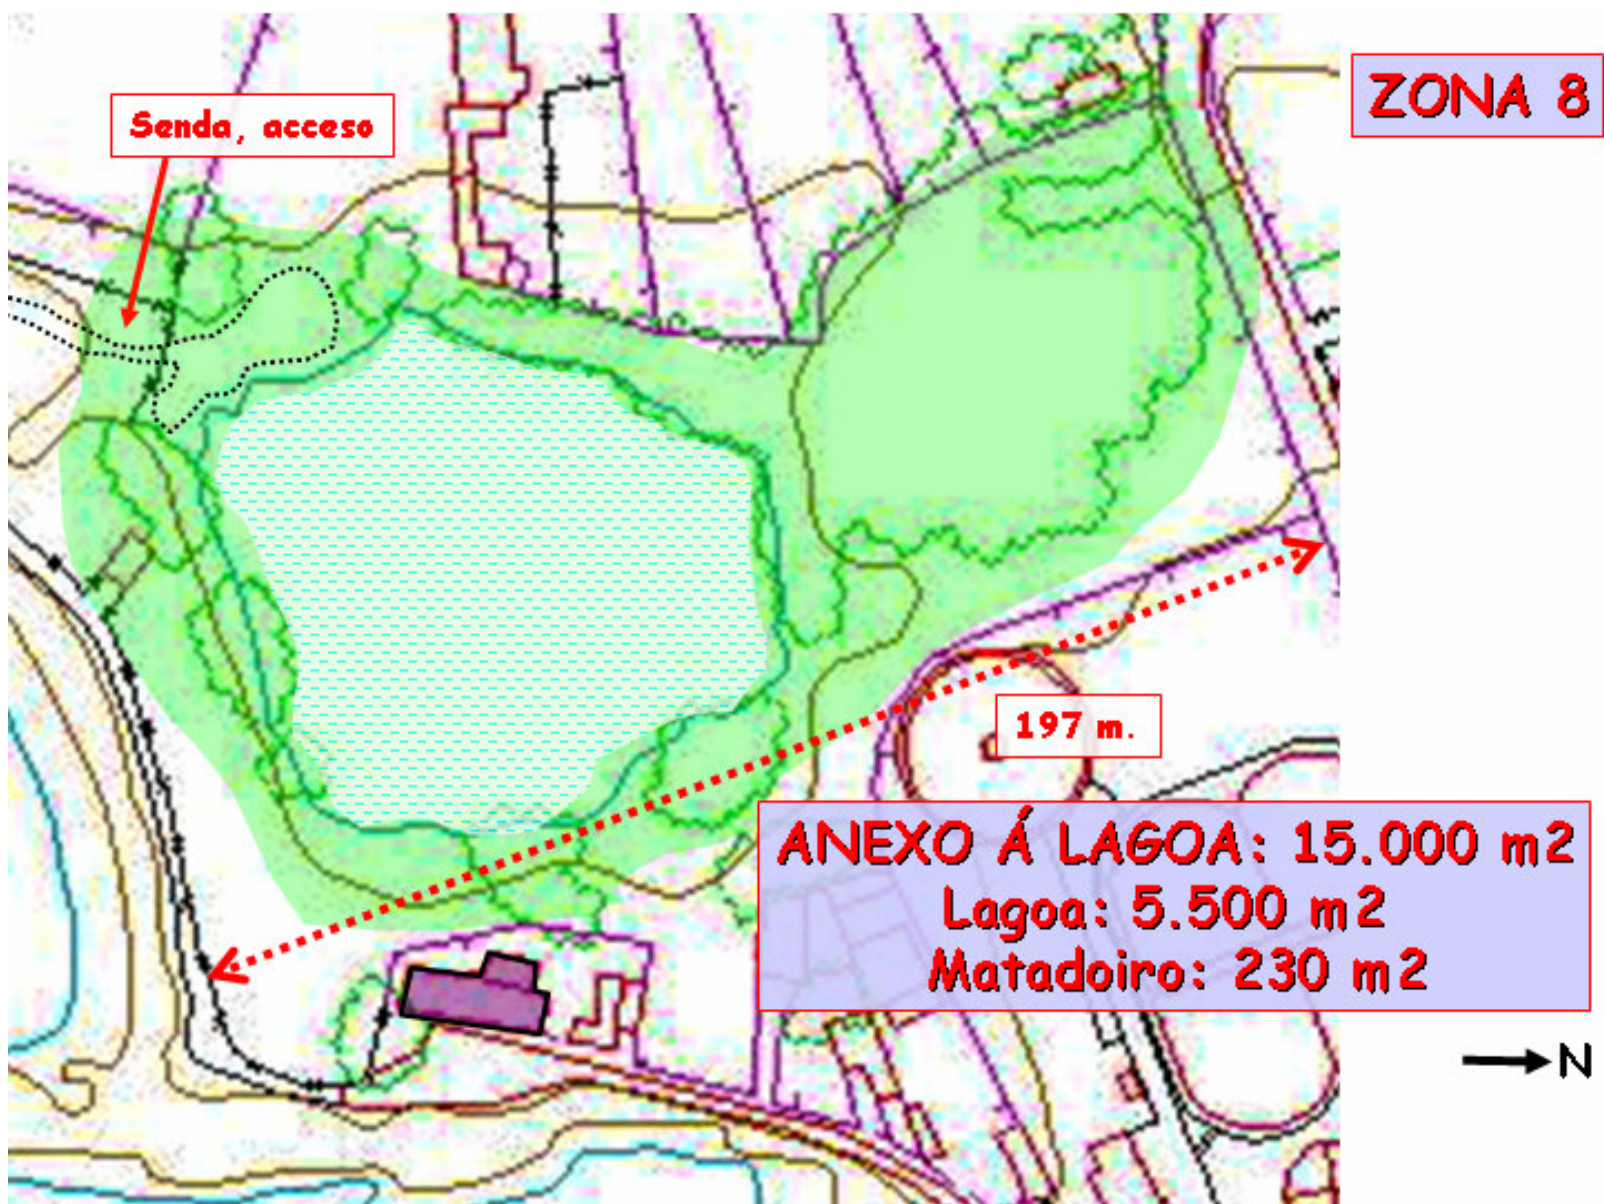 ZONA 8
Senda, acceso
197 m.
ANEXO Á LAGOA: 15.000 m2
Lagoa: 5.500 m2
Matadoiro: 230 m2
N